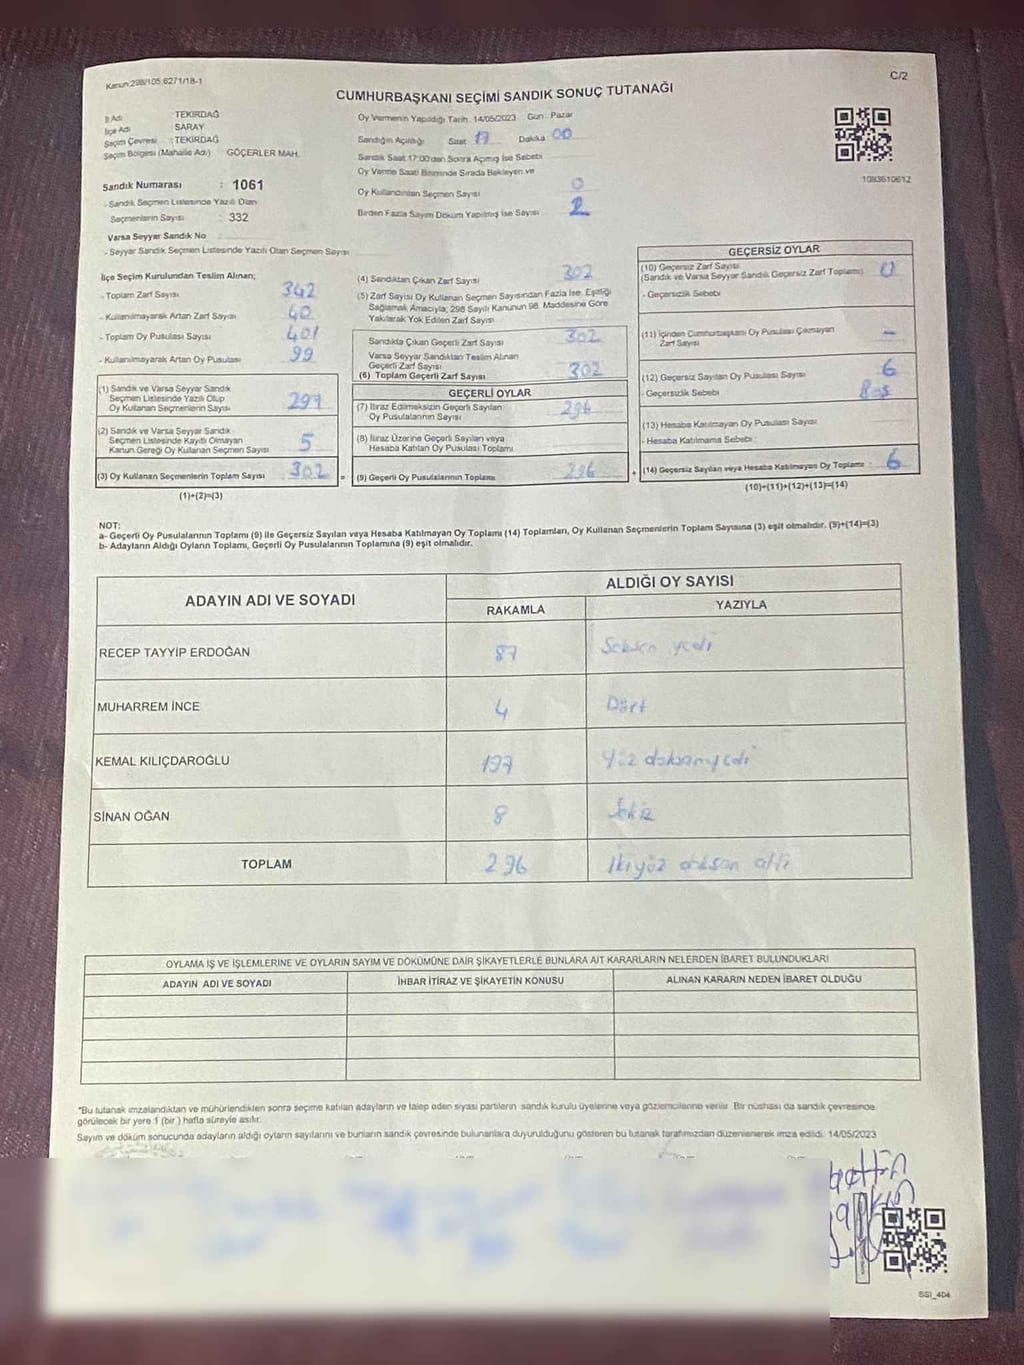 Kanun:298/105,6271/18-1
C/2
CUMHURBAŞKANI SEÇİMİ SANDIK SONUÇ TUTANAĞI
İl Adı : TEKİRDAĞ
İlçe Adı : SARAY
Seçim Çevresi : TEKİRDAĞ
Seçim Bölgesi (Mahalle Adı) : GÖÇERLER MAH.
Sandık Numarası : 1061
- Sandık Seçmen Listesinde Yazılı Olan
Seçmenlerin Sayısı : 332
Varsa Seyyar Sandık No
- Seyyar Sandık Seçmen Listesinde Yazılı Olan Seçmen Sayısı
Oy Vermenin Yapıldığı Tarih : 14/05/2023 Gün : Pazar
Sandığın Açıldığı Saat 17 Dakika 00
Sandık Saat 17:00'den Sonra Açılmış İse Sebebi
Oy Verme Saati Bitiminde Sırada Bekleyen ve
Oy Kullandırılan Seçmen Sayısı 0
Birden Fazla Sayım Döküm Yapılmış İse Sayısı 2
1093610612
İlçe Seçim Kurulundan Teslim Alınan;
- Toplam Zarf Sayısı 342
- Kullanılmayarak Artan Zarf Sayısı 40
- Toplam Oy Pusulası Sayısı 401
- Kullanılmayarak Artan Oy Pusulası 99
(1) Sandık ve Varsa Seyyar Sandık
Seçmen Listesinde Yazılı Olup
Oy Kullanan Seçmenlerin Sayısı 297
(2) Sandık ve Varsa Seyyar Sandık
Seçmen Listesinde Kayıtlı Olmayan
Kanun Gereği Oy Kullanan Seçmen Sayısı 5
(3) Oy Kullanan Seçmenlerin Toplam Sayısı 302 =
(1)+(2)=(3)
(4) Sandıktan Çıkan Zarf Sayısı 302
(5) Zarf Sayısı Oy Kullanan Seçmen Sayısından Fazla İse, Eşitliği
Sağlamak Amacıyla; 298 Sayılı Kanunun 98. Maddesine Göre
Yakılarak Yok Edilen Zarf Sayısı
Sandıkta Çıkan Geçerli Zarf Sayısı 302
Varsa Seyyar Sandıktan Teslim Alınan
Geçerli Zarf Sayısı
(6) Toplam Geçerli Zarf Sayısı 302
GEÇERLİ OYLAR
(7) İtiraz Edilmeksizin Geçerli Sayılan
Oy Pusulalarının Sayısı 296
(8) İtiraz Üzerine Geçerli Sayılan veya
Hesaba Katılan Oy Pusulası Toplamı
(9) Geçerli Oy Pusulalarının Toplamı 296 +
GEÇERSİZ OYLAR
(10) Geçersiz Zarf Sayısı
(Sandık ve Varsa Seyyar Sandık Geçersiz Zarf Toplamı) 0
- Geçersizlik Sebebi
(11) İçinden Cumhurbaşkanı Oy Pusulası Çıkmayan
Zarf Sayısı -
(12) Geçersiz Sayılan Oy Pusulası Sayısı 6
- Geçersizlik Sebebi
(13) Hesaba Katılmayan Oy Pusulası Sayısı
- Hesaba Katılmama Sebebi
(14) Geçersiz Sayılan veya Hesaba Katılmayan Oy Toplamı : 6
(10)+(11)+(12)+(13)=(14)
NOT:
a- Geçerli Oy Pusulalarının Toplamı (9) ile Geçersiz Sayılan veya Hesaba Katılmayan Oy Toplamı (14) Toplamları, Oy Kullanan Seçmenlerin Toplam Sayısına (3) eşit olmalıdır. (9)+(14)=(3)
b- Adayların Aldığı Oyların Toplamı, Geçerli Oy Pusulalarının Toplamına (9) eşit olmalıdır.
ADAYIN ADI VE SOYADI
ALDIĞI OY SAYISI
RAKAMLA YAZIYLA
RECEP TAYYİP ERDOĞAN 87 Seksen yedi
MUHARREM İNCE 4 Dört
KEMAL KILIÇDAROĞLU 197 Yüz doksanyedi
SİNAN OĞAN 8 Sekiz
TOPLAM 296 İkiyüz doksan altı
OYLAMA İŞ VE İŞLEMLERİNE VE OYLARIN SAYIM VE DÖKÜMÜNE DAİR ŞİKAYETLERLE BUNLARA AİT KARARLARIN NELERDEN İBARET BULUNDUKLARI
ADAYIN ADI VE SOYADI İHBAR İTİRAZ VE ŞİKAYETİN KONUSU ALINAN KARARIN NEDEN İBARET OLDUĞU
*Bu tutanak imzalandıktan ve mühürlendikten sonra seçime katılan adayların ve talep eden siyasi partilerin sandık kurulu üyelerine veya gözlemcilerine verilir. Bir nüshası da sandık çevresinde
görülecek bir yere 1 (bir) hafta süreyle asılır.
Sayım ve döküm sonucunda adayların aldığı oyların sayılarını ve bunların sandık çevresinde bulunanlara duyurulduğunu gösteren bu tutanak tarafımızdan düzenlenerek imza edildi. 14/05/2023
SSI_404